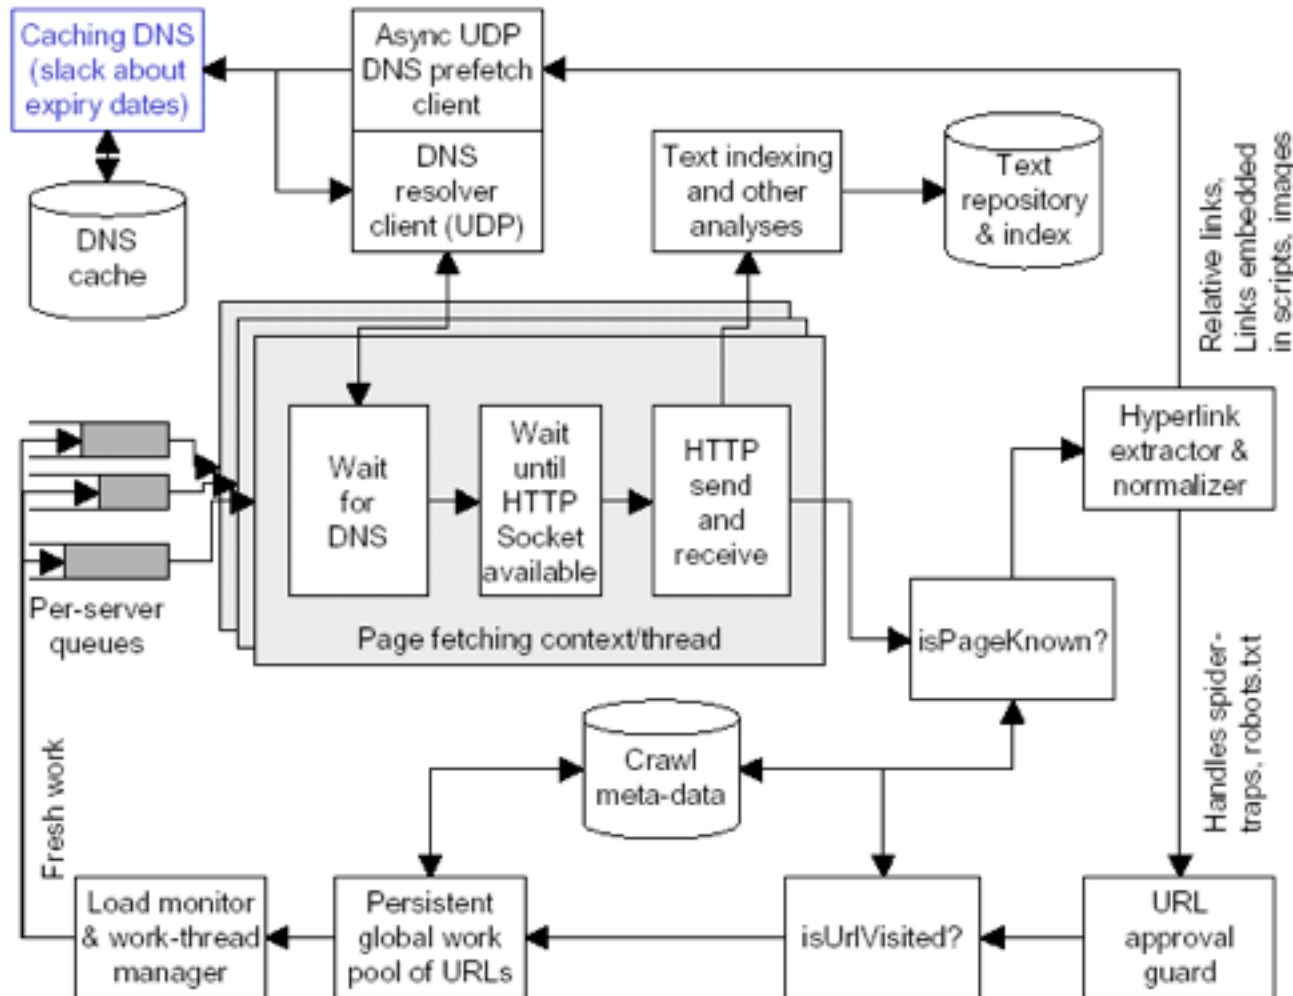 Caching DNS
(slack about
expiry dates)
Async UDP
DNS prefetch
client
DNS
resolver
client (UDP)
Text indexing
and other
analyses
Text
repository
& index
DNS
cache
Relative links,
Links embedded
in scripts, images
Wait
for
DNS
Wait
until
HTTP
Socket
available
HTTP
send
and
receive
Hyperlink
extractor &
normalizer
Per-server
queues
Page fetching context/thread
isPageKnown?
Crawl
meta-data
Handles spider-
traps, robots.txt
Fresh work
Load monitor
& work-thread
manager
Persistent
global work
pool of URLs
isUrlVisited?
URL
approval
guard